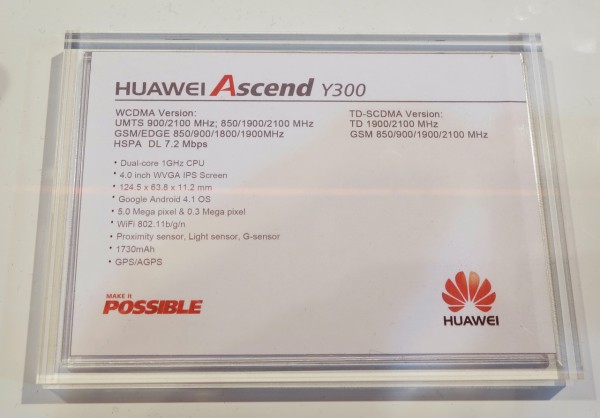 HUAWEI Ascend Y300
WCDMA Version:
UMTS 900/2100 MHz; 850/1900/2100 MHz
GSM/EDGE 850/900/1800/1900MHz
HSPA DL 7.2 Mbps
TD-SCDMA Version:
TD 1900/2100 MHz
GSM 850/900/1900/2100 MHz
• Dual-core 1GHz CPU
• 4.0 inch WVGA IPS Screen
• 124.5 x 63.8 x 11.2 mm
• Google Android 4.1 OS
• 5.0 Mega pixel & 0.3 Mega pixel
• WiFi 802.11b/g/n
• Proximity sensor, Light sensor, G-sensor
• 1730mAh
• GPS/AGPS
MAKE It
POSSIBLE
HUAWEI